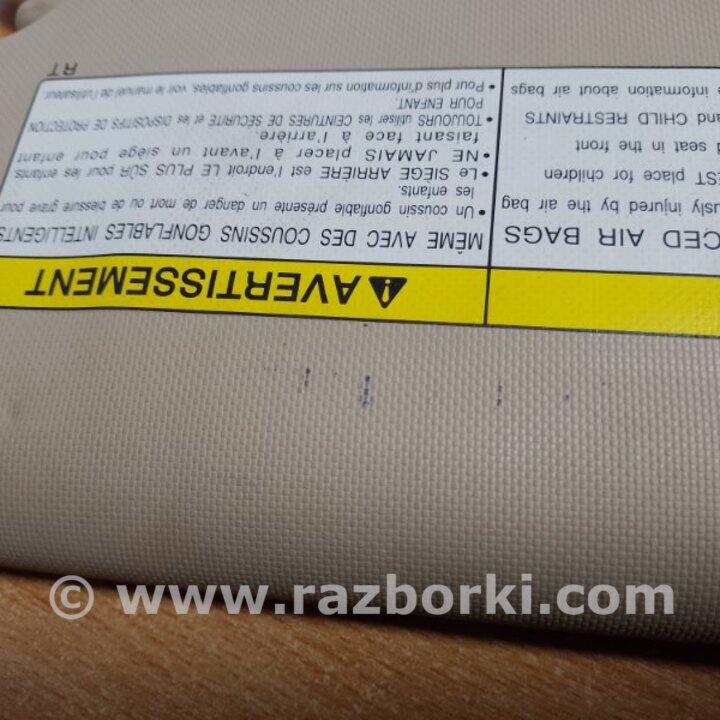 AVERTISSEMENT
MÊME AVEC DES COUSSINS GONFLABLES INTELLIGENTS
• Un coussin gonflable présente un danger de mort ou de blessure grave pour
les enfants.
• Le SIÈGE ARRIÈRE est l'endroit LE PLUS SÛR pour les enfants.
• NE JAMAIS placer à l'avant un siège pour enfant
faisant face à l'arrière.
• TOUJOURS utiliser les CEINTURES DE SÉCURITÉ et les DISPOSITIFS DE PROTECTION
POUR ENFANT.
• Pour plus d'information sur les coussins gonflables, voir le manuel de l'utilisateur.
CED AIR BAGS
usly injured by the air bag
EST place for children
d seat in the front
and CHILD RESTRAINTS
e information about air bags
RT
© www.razborki.com